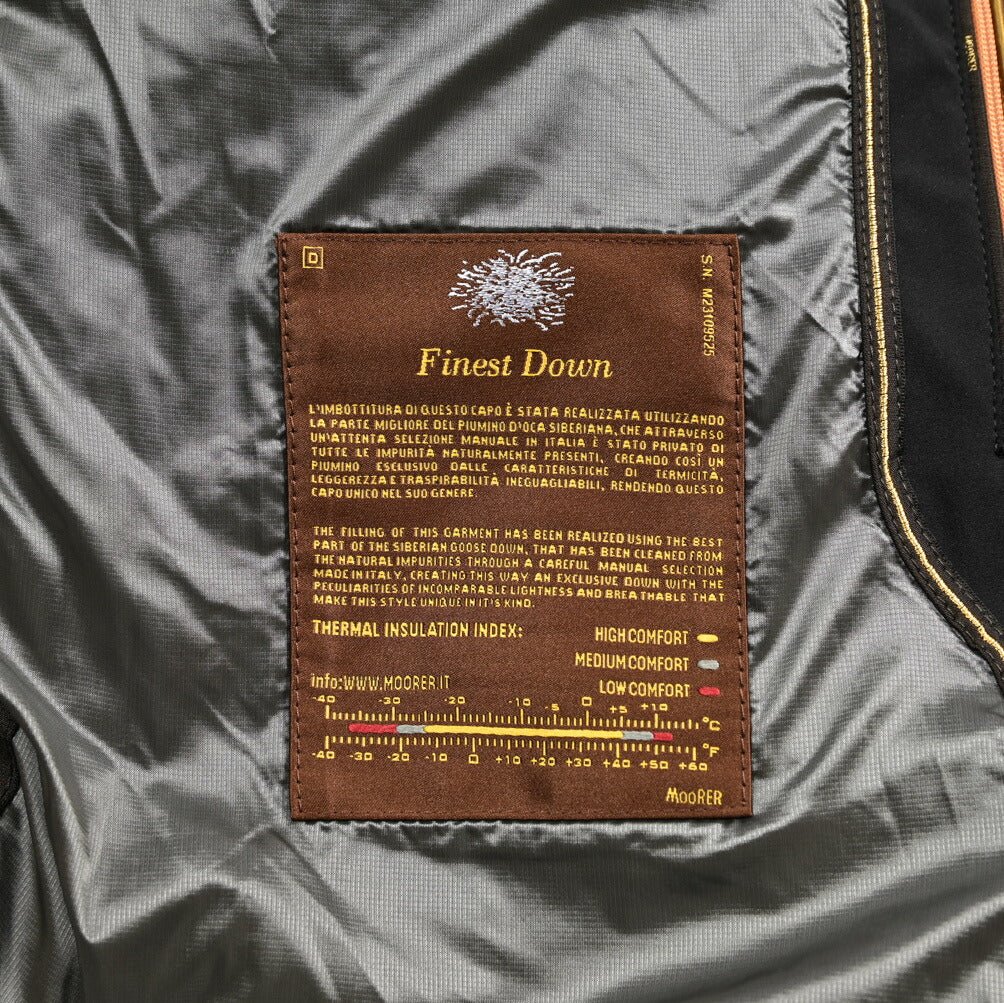 D
S.N. M23109525
Finest Down
L'IMBOTTITURA DI QUESTO CAPO È STATA REALIZZATA UTILIZZANDO
LA PARTE MIGLIORE DEL PIUMINO D'OCA SIBERIANA, CHE ATTRAVERSO
UN'ATTENTA SELEZIONE MANUALE IN ITALIA È STATO PRIVATO DI
TUTTE LE IMPURITÀ NATURALMENTE PRESENTI, CREANDO COSÌ UN
PIUMINO ESCLUSIVO DALLE CARATTERISTICHE DI TERMICITÀ,
LEGGEREZZA E TRASPIRABILITÀ INEGUAGLIABILI, RENDENDO QUESTO
CAPO UNICO NEL SUO GENERE.
THE FILLING OF THIS GARMENT HAS BEEN REALIZED USING THE BEST
PART OF THE SIBERIAN GOOSE DOWN, THAT HAS BEEN CLEANED FROM
THE NATURAL IMPURITIES THROUGH A CAREFUL MANUAL SELECTION
MADE IN ITALY, CREATING THIS WAY AN EXCLUSIVE DOWN WITH THE
PECULIARITIES OF INCOMPARABLE LIGHTNESS AND BREATHABLE THAT
MAKE THIS STYLE UNIQUE IN IT'S KIND.
THERMAL INSULATION INDEX:
HIGH COMFORT
MEDIUM COMFORT
LOW COMFORT
info:WWW.MOORER.IT
-40 -30 -20 -10 -5 0 +5 +10
°C
°F
-40 -30 -20 -10 0 +10 +20 +30 +40 +50 +60
MOORER
MOORER